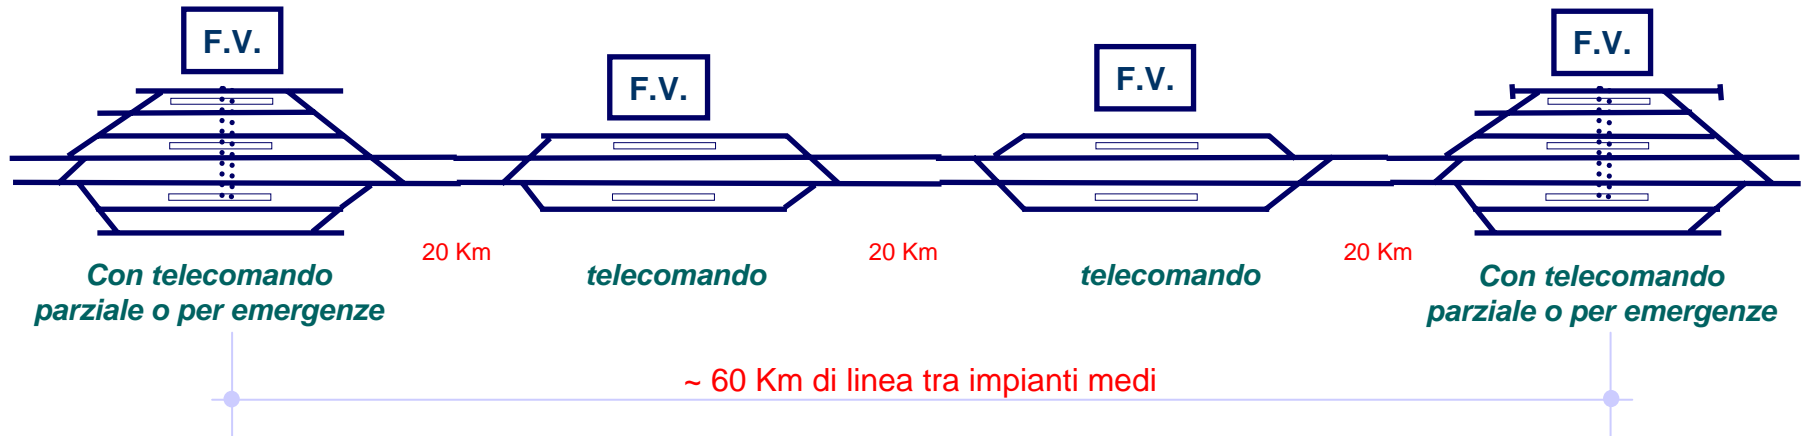 F.V.
F.V.
F.V.
F.V.
20 Km
20 Km
20 Km
Con telecomando
parziale o per emergenze
telecomando
telecomando
Con telecomando
parziale o per emergenze
~ 60 Km di linea tra impianti medi